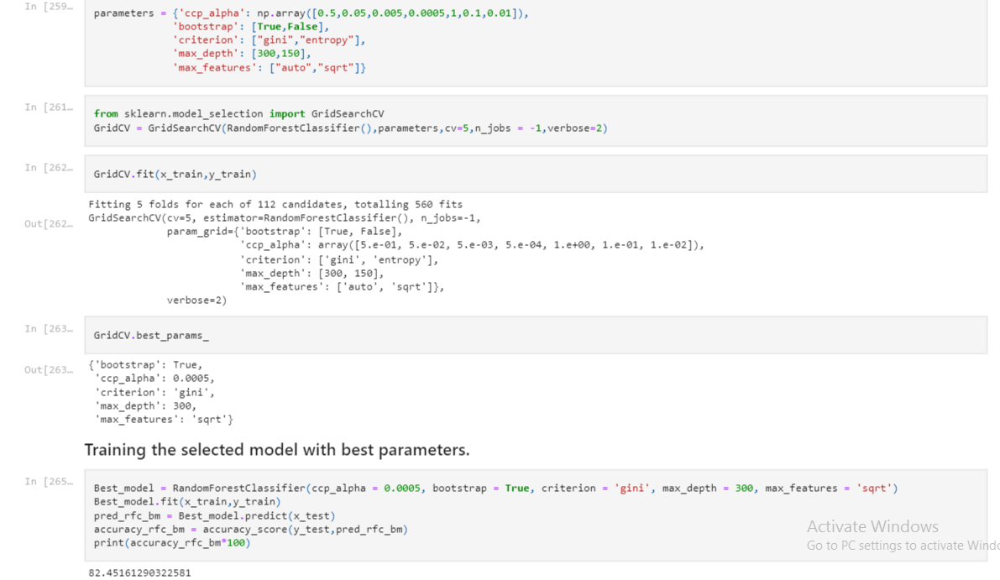 In [259…
parameters = {'ccp_alpha': np.array([0.5,0.05,0.005,0.0005,1,0.1,0.01]),
'bootstrap': [True,False],
'criterion': ["gini","entropy"],
'max_depth': [300,150],
'max_features': ["auto","sqrt"]}
In [261…
from sklearn.model_selection import GridSearchCV
GridCV = GridSearchCV(RandomForestClassifier(),parameters,cv=5,n_jobs = -1,verbose=2)
In [262…
GridCV.fit(x_train,y_train)
Fitting 5 folds for each of 112 candidates, totalling 560 fits
Out[262…
GridSearchCV(cv=5, estimator=RandomForestClassifier(), n_jobs=-1,
param_grid={'bootstrap': [True, False],
'ccp_alpha': array([5.e-01, 5.e-02, 5.e-03, 5.e-04, 1.e+00, 1.e-01, 1.e-02]),
'criterion': ['gini', 'entropy'],
'max_depth': [300, 150],
'max_features': ['auto', 'sqrt']},
verbose=2)
In [263…
GridCV.best_params_
Out[263…
{'bootstrap': True,
'ccp_alpha': 0.0005,
'criterion': 'gini',
'max_depth': 300,
'max_features': 'sqrt'}
Training the selected model with best parameters.
In [265…
Best_model = RandomForestClassifier(ccp_alpha = 0.0005, bootstrap = True, criterion = 'gini', max_depth = 300, max_features = 'sqrt')
Best_model.fit(x_train,y_train)
pred_rfc_bm = Best_model.predict(x_test)
accuracy_rfc_bm = accuracy_score(y_test,pred_rfc_bm)
print(accuracy_rfc_bm*100)
82.45161290322581
Activate Windows
Go to PC settings to activate Windo